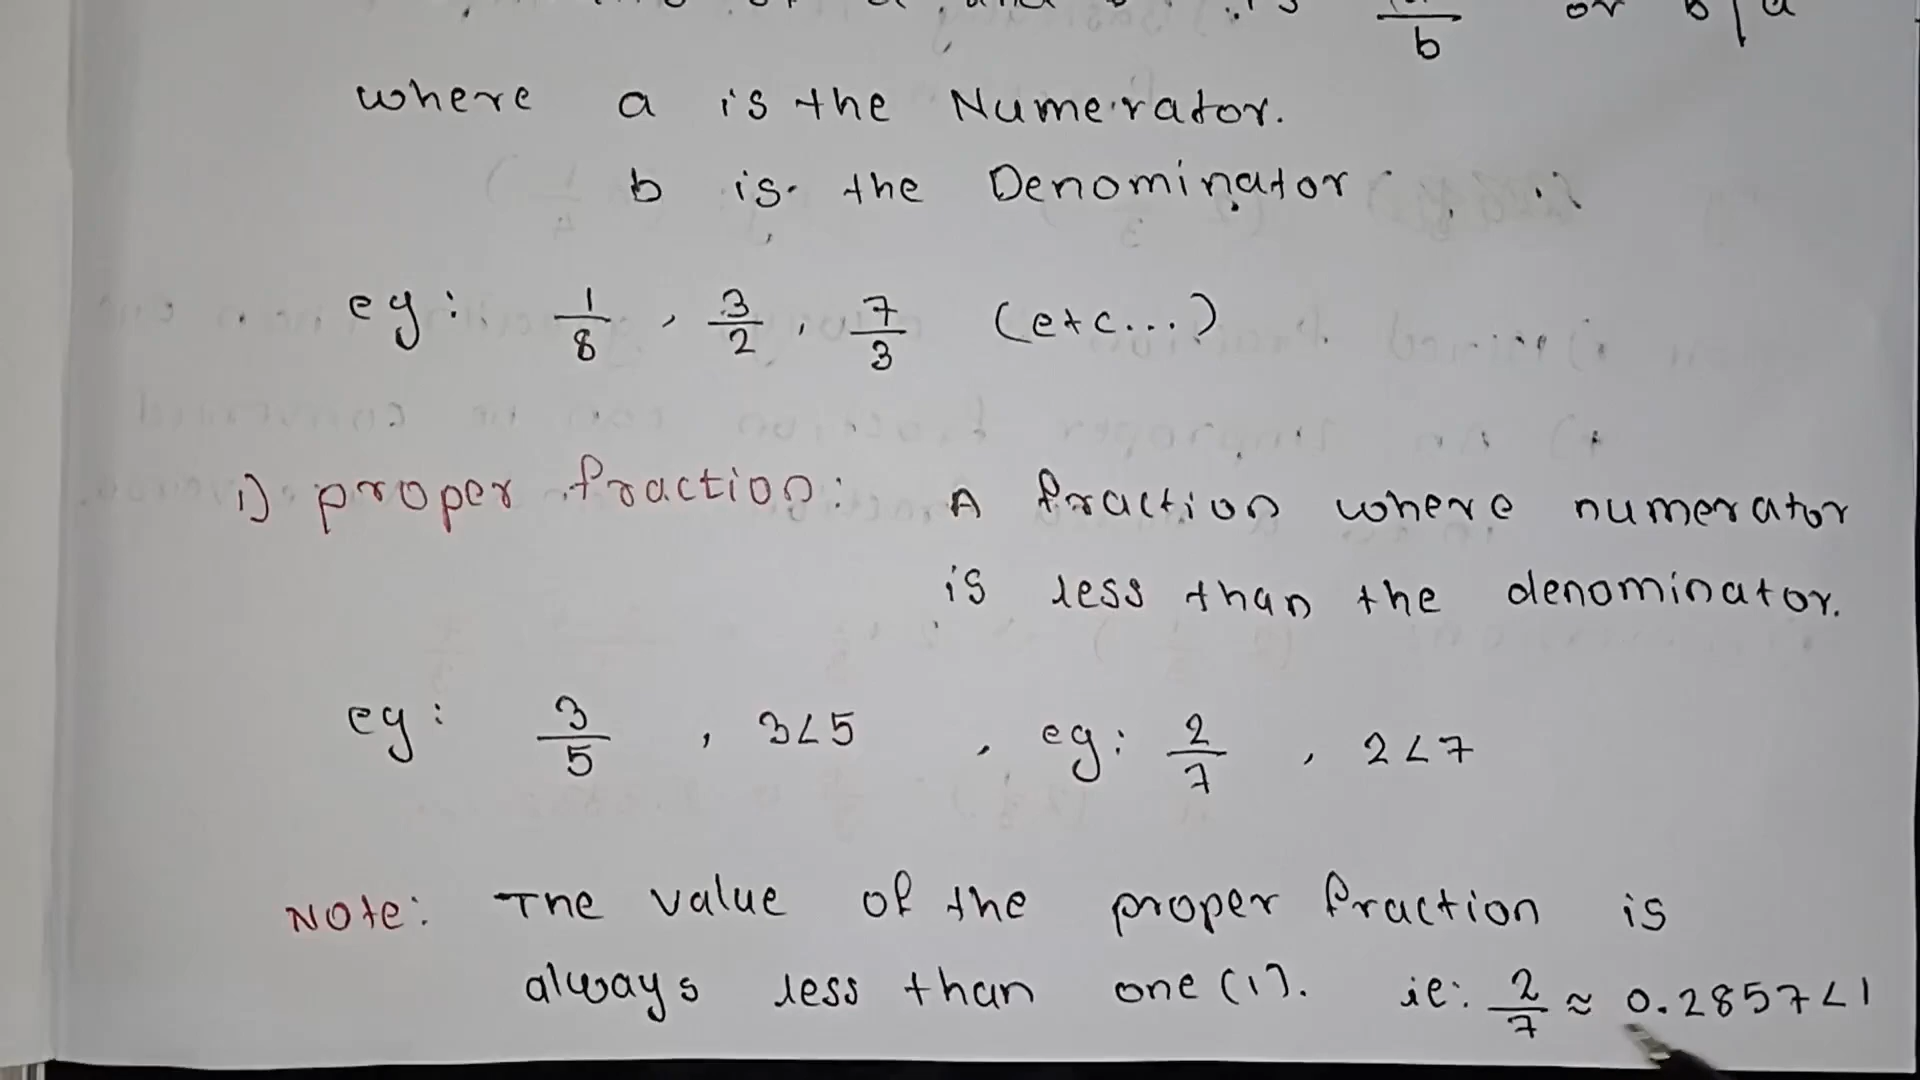 a/b or b/a
where a is the Numerator.
b is the Denominator
eg: 1/8, 3/2, 7/3 (etc...)
1) proper fraction: A fraction where numerator
is less than the denominator.
eg: 3/5, 3<5, eg: 2/7, 2<7
NOTE: The value of the proper fraction is
always less than one (1). ie: 2/7 ≈ 0.2857<1